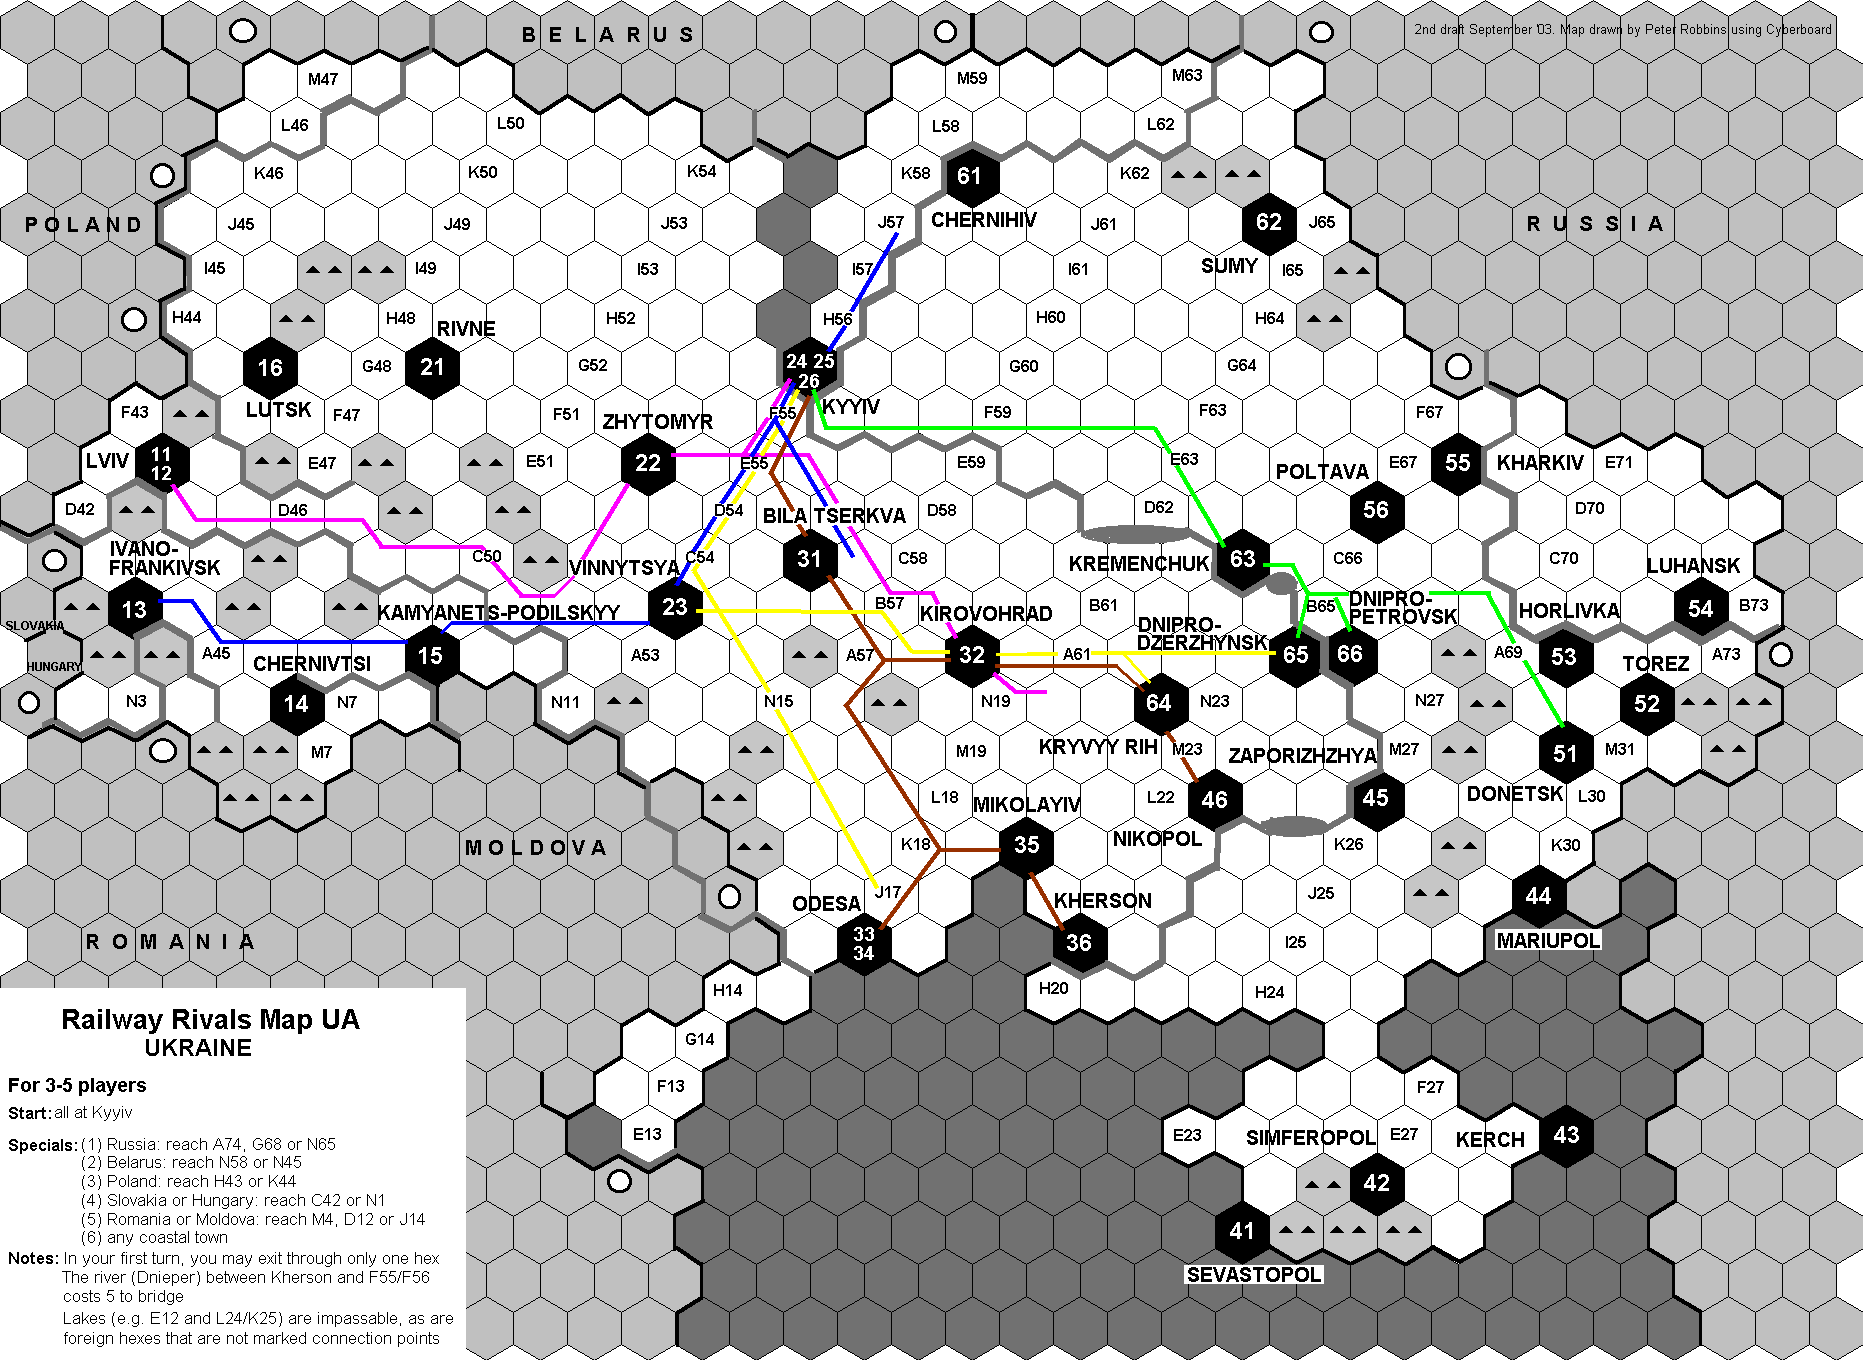 2nd draft September '03. Map drawn by Peter Robbins using Cyberboard
BELARUS
M47
M59
M63
L46
L50
L58
L62
K46
K50
K54
K58
61
K62
POLAND
J45
J49
J53
J57
CHERNIHIV
J61
62
J65
RUSSIA
I45
I49
I53
I57
I61
SUMY
I65
H44
H48
RIVNE
H52
H56
H60
H64
16
G48
21
G52
24 25
26
G60
G64
F43
LUTSK
F47
F51
ZHYTOMYR
F55
KYYIV
F59
F63
F67
LVIV
11
12
E47
E51
22
E55
E59
E63
POLTAVA
E67
55
KHARKIV
E71
D42
D46
D54
BILA TSERKVA
D58
D62
56
D70
IVANO-
FRANKIVSK
C50
VINNYTSYA
C54
31
C58
KREMENCHUK
63
C66
C70
LUHANSK
SLOVAKIA
13
KAMYANETS-PODILSKYY
23
B57
KIROVOHRAD
B61
B65
DNIPRO-
PETROVSK
HORLIVKA
54
B73
HUNGARY
A45
CHERNIVTSI
15
A53
A57
32
A61
DNIPRO-
DZERZHYNSK
65
66
A69
53
TOREZ
A73
N3
14
N7
N11
N15
N19
64
N23
N27
52
M7
M19
KRYVYY RIH
M23
ZAPORIZHZHYA
M27
51
M31
L18
MIKOLAYIV
L22
46
45
DONETSK
L30
MOLDOVA
K18
35
NIKOPOL
K26
K30
ODESA
J17
KHERSON
J25
44
ROMANIA
33
34
36
I25
MARIUPOL
H14
H20
H24
G14
F13
F27
E13
E23
SIMFEROPOL
E27
KERCH
43
42
41
SEVASTOPOL
Railway Rivals Map UA
UKRAINE
For 3-5 players
Start: all at Kyyiv
Specials: (1) Russia: reach A74, G68 or N65
(2) Belarus: reach N58 or N45
(3) Poland: reach H43 or K44
(4) Slovakia or Hungary: reach C42 or N1
(5) Romania or Moldova: reach M4, D12 or J14
(6) any coastal town
Notes: In your first turn, you may exit through only one hex
The river (Dnieper) between Kherson and F55/F56
costs 5 to bridge
Lakes (e.g. E12 and L24/K25) are impassable, as are
foreign hexes that are not marked connection points